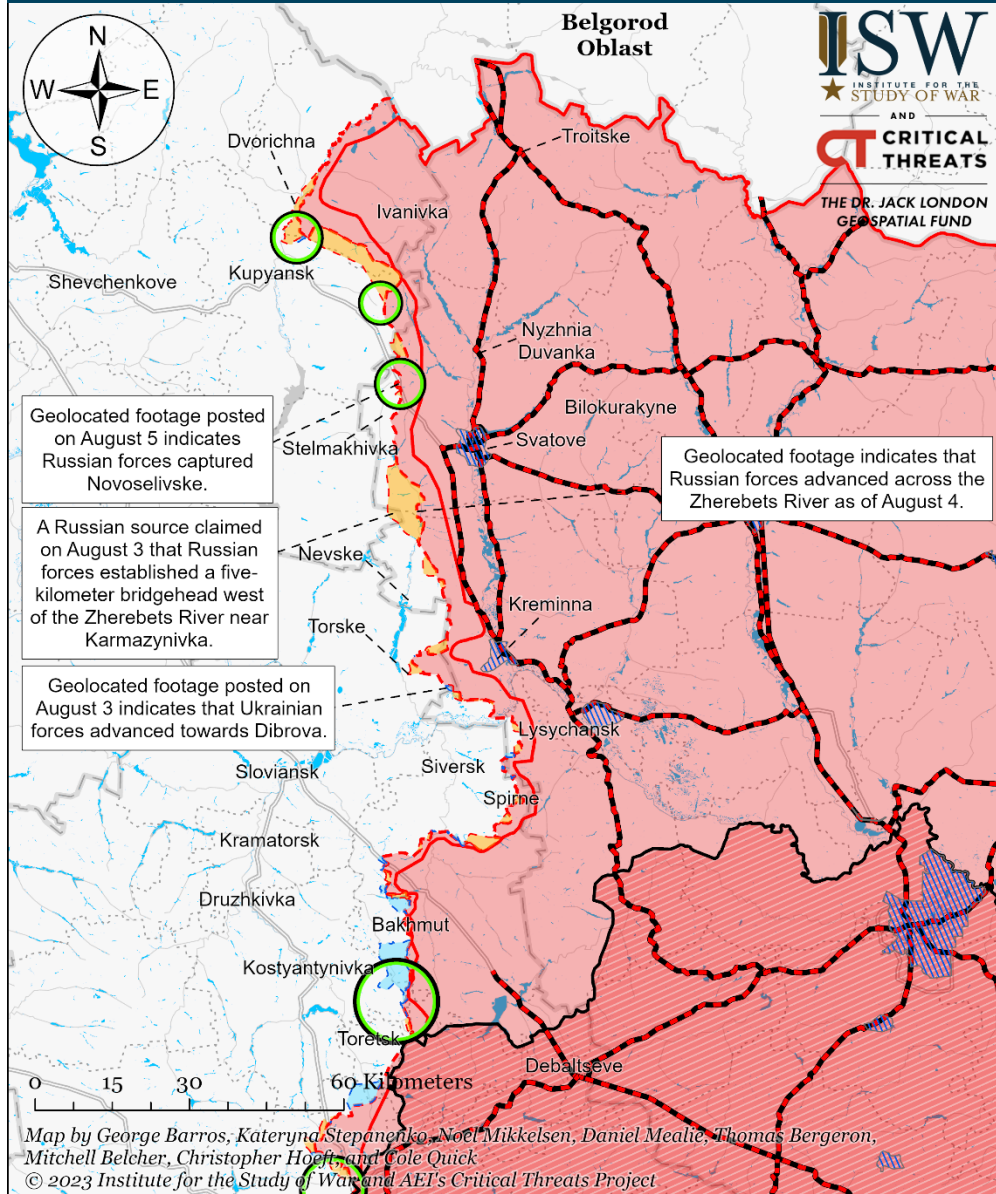 Belgorod
Oblast
N
W
E
S
ISW
INSTITUTE FOR THE
STUDY OF WAR
AND
CT CRITICAL
THREATS
THE DR. JACK LONDON
GEOSPATIAL FUND
Dvorichna
Troitske
Ivanivka
Kupyansk
Shevchenkove
Nyzhnia
Duvanka
Geolocated footage posted
on August 5 indicates
Russian forces captured
Novoselivske.
Bilokurakyne
Stelmakhivka
Svatove
Geolocated footage indicates that
Russian forces advanced across the
Zherebets River as of August 4.
A Russian source claimed
on August 3 that Russian
forces established a five-
kilometer bridgehead west
of the Zherebets River near
Karmazynivka.
Nevske
Kreminna
Torske
Geolocated footage posted on
August 3 indicates that Ukrainian
forces advanced towards Dibrova.
Lysychansk
Sloviansk
Siversk
Spirne
Kramatorsk
Druzhkivka
Bakhmut
Kostyantynivka
Toretsk
Debaltseve
0 15 30 60 Kilometers
Map by George Barros, Kateryna Stepanenko, Noel Mikkelsen, Daniel Mealie, Thomas Bergeron,
Mitchell Belcher, Christopher Hoeft, and Cole Quick
© 2023 Institute for the Study of War and AEI's Critical Threats Project